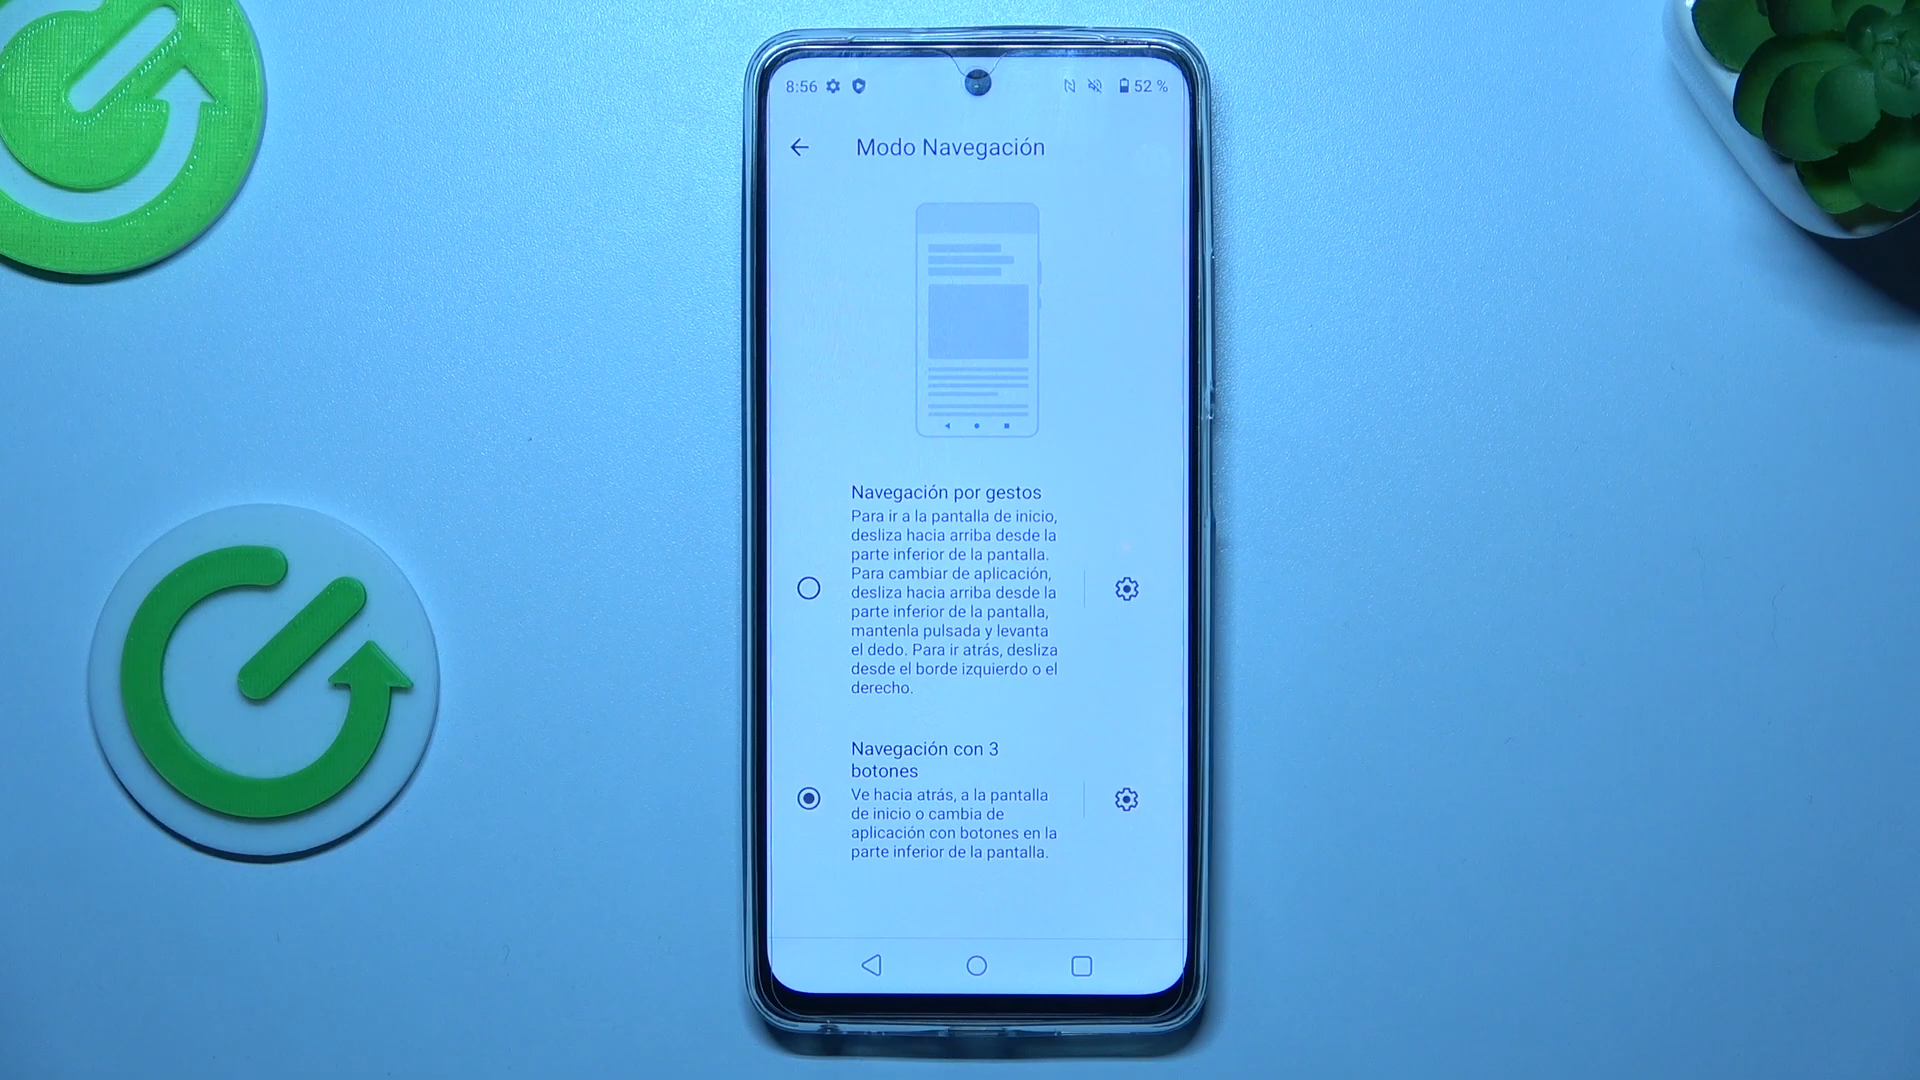 8:56 52 %
Modo Navegación
Navegación por gestos
Para ir a la pantalla de inicio,
desliza hacia arriba desde la
parte inferior de la pantalla.
Para cambiar de aplicación,
desliza hacia arriba desde la
parte inferior de la pantalla,
mantenla pulsada y levanta
el dedo. Para ir atrás, desliza
desde el borde izquierdo o el
derecho.
Navegación con 3
botones
Ve hacia atrás, a la pantalla
de inicio o cambia de
aplicación con botones en la
parte inferior de la pantalla.